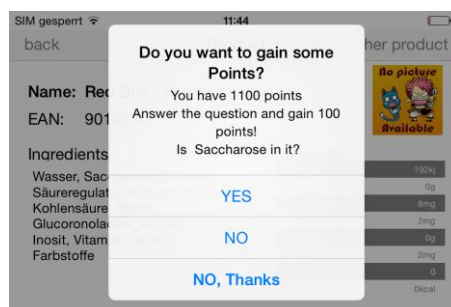 SIM gesperrt 11:44
back her product
Do you want to gain some
Points?
You have 1100 points
Answer the question and gain 100
points!
Is Saccharose in it?
YES
NO
NO, Thanks
No picture
Available
Name: Red
EAN: 901
Ingredients
Wasser, Sac
Säureregulat
Kohlensäure
Glucoronola
Inosit, Vitam
Farbstoffe
192kj
0g
8mg
2mg
0g
2mg
0
0kcal